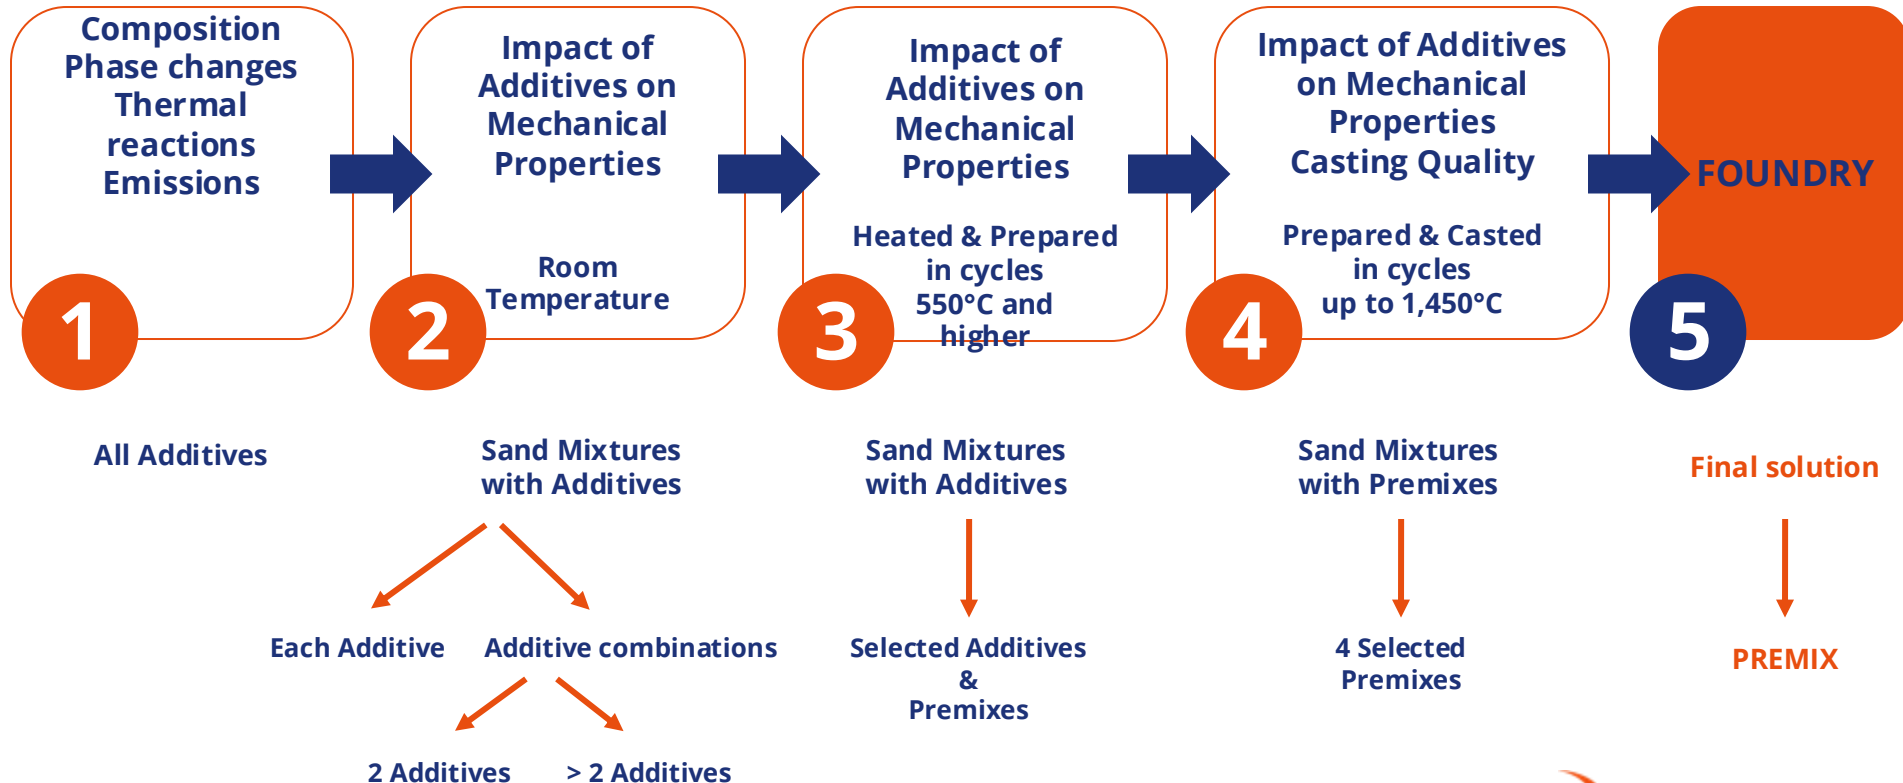 Composition
Phase changes
Thermal
reactions
Emissions
1
Impact of
Additives on
Mechanical
Properties
Room
Temperature
2
Impact of
Additives on
Mechanical
Properties
Heated & Prepared
in cycles
550°C and
higher
3
Impact of Additives
on Mechanical
Properties
Casting Quality
Prepared & Casted
in cycles
up to 1,450°C
4
FOUNDRY
5
All Additives
Sand Mixtures
with Additives
Each Additive
Additive combinations
2 Additives
> 2 Additives
Sand Mixtures
with Additives
Selected Additives
&
Premixes
Sand Mixtures
with Premixes
4 Selected
Premixes
Final solution
PREMIX